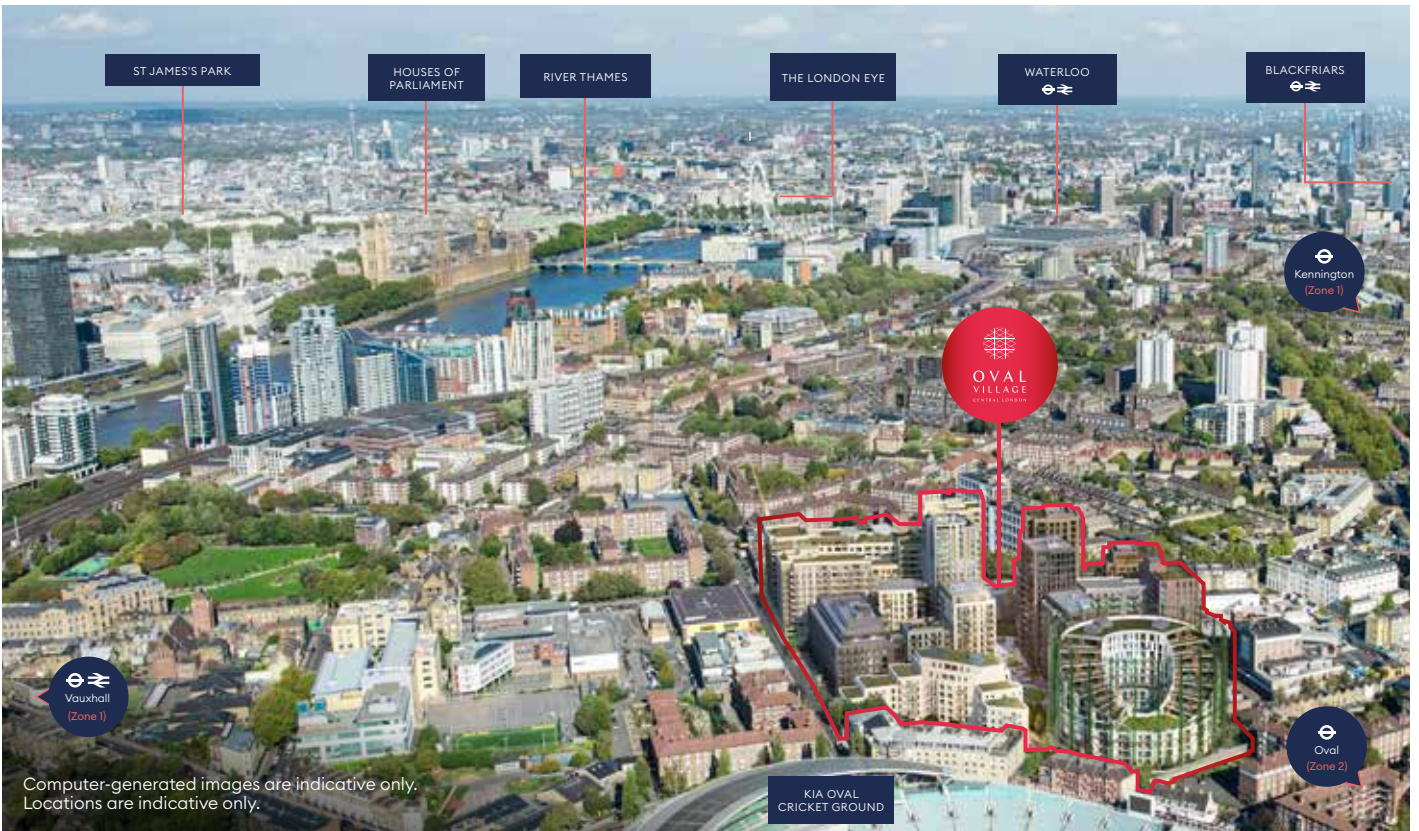 ST JAMES'S PARK
HOUSES OF
PARLIAMENT
RIVER THAMES
THE LONDON EYE
WATERLOO
BLACKFRIARS
Kennington
(Zone 1)
OVAL
VILLAGE
CENTRAL LONDON
Vauxhall
(Zone 1)
Oval
(Zone 2)
Computer-generated images are indicative only.
Locations are indicative only.
KIA OVAL
CRICKET GROUND